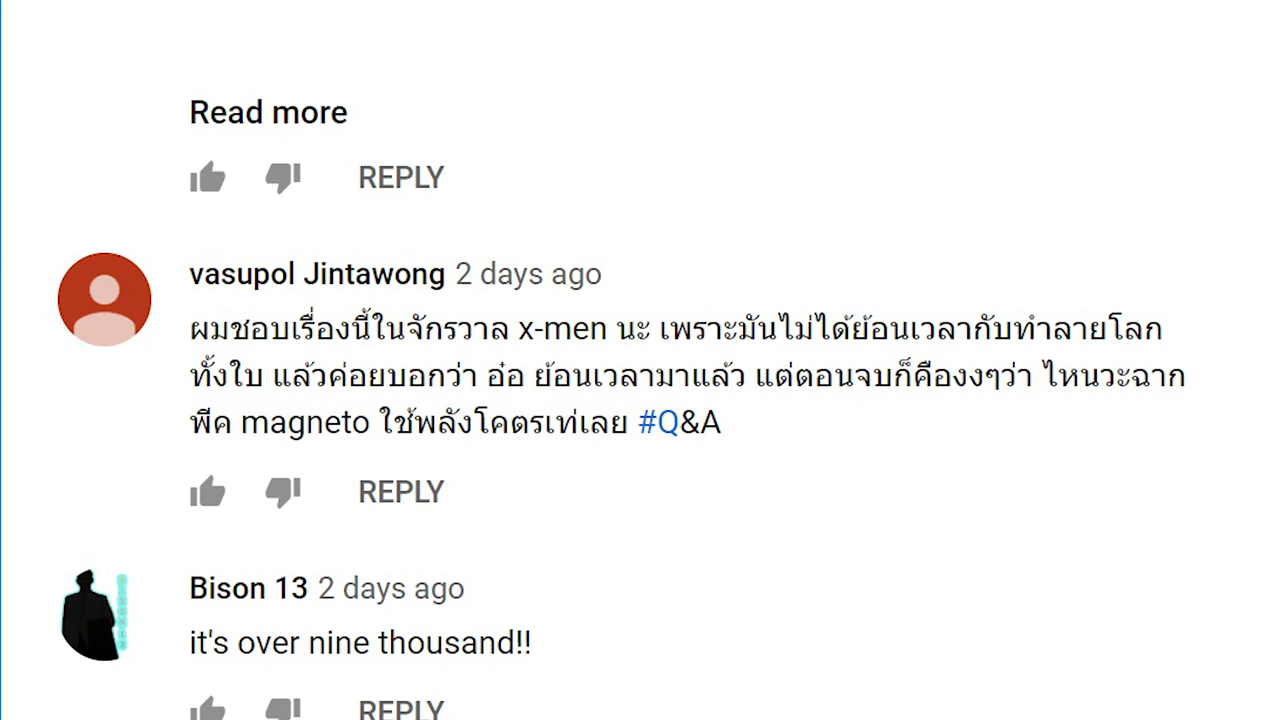 Read more
REPLY
vasupol Jintawong 2 days ago
ผมชอบเรื่องนี้ในจักรวาล x-men นะ เพราะมันไม่ได้ย้อนเวลากับทำลายโลก
ทั้งใบ แล้วค่อยบอกว่า อ๋อ ย้อนเวลามาแล้ว แต่ตอนจบก็คืองงๆว่า ไหนวะฉาก
พีค magneto ใช้พลังโคตรเท่เลย #Q&A
REPLY
Bison 13 2 days ago
it's over nine thousand!!
REPLY